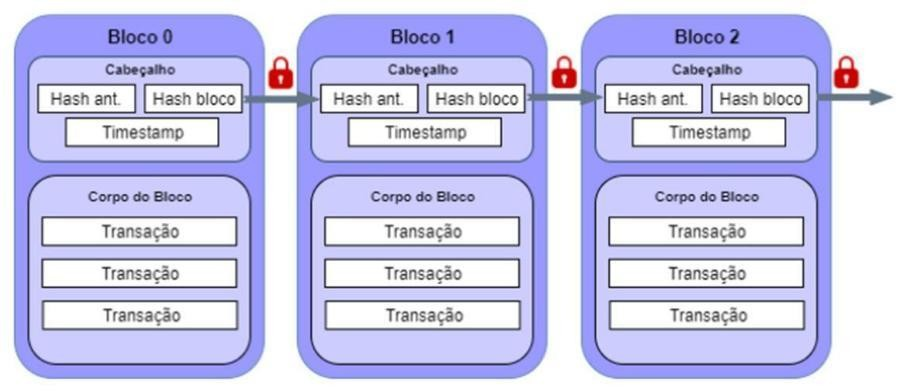 Bloco 0
Cabeçalho
Hash ant. Hash bloco
Timestamp
Corpo do Bloco
Transação
Transação
Transação
Bloco 1
Cabeçalho
Hash ant. Hash bloco
Timestamp
Corpo do Bloco
Transação
Transação
Transação
Bloco 2
Cabeçalho
Hash ant. Hash bloco
Timestamp
Corpo do Bloco
Transação
Transação
Transação